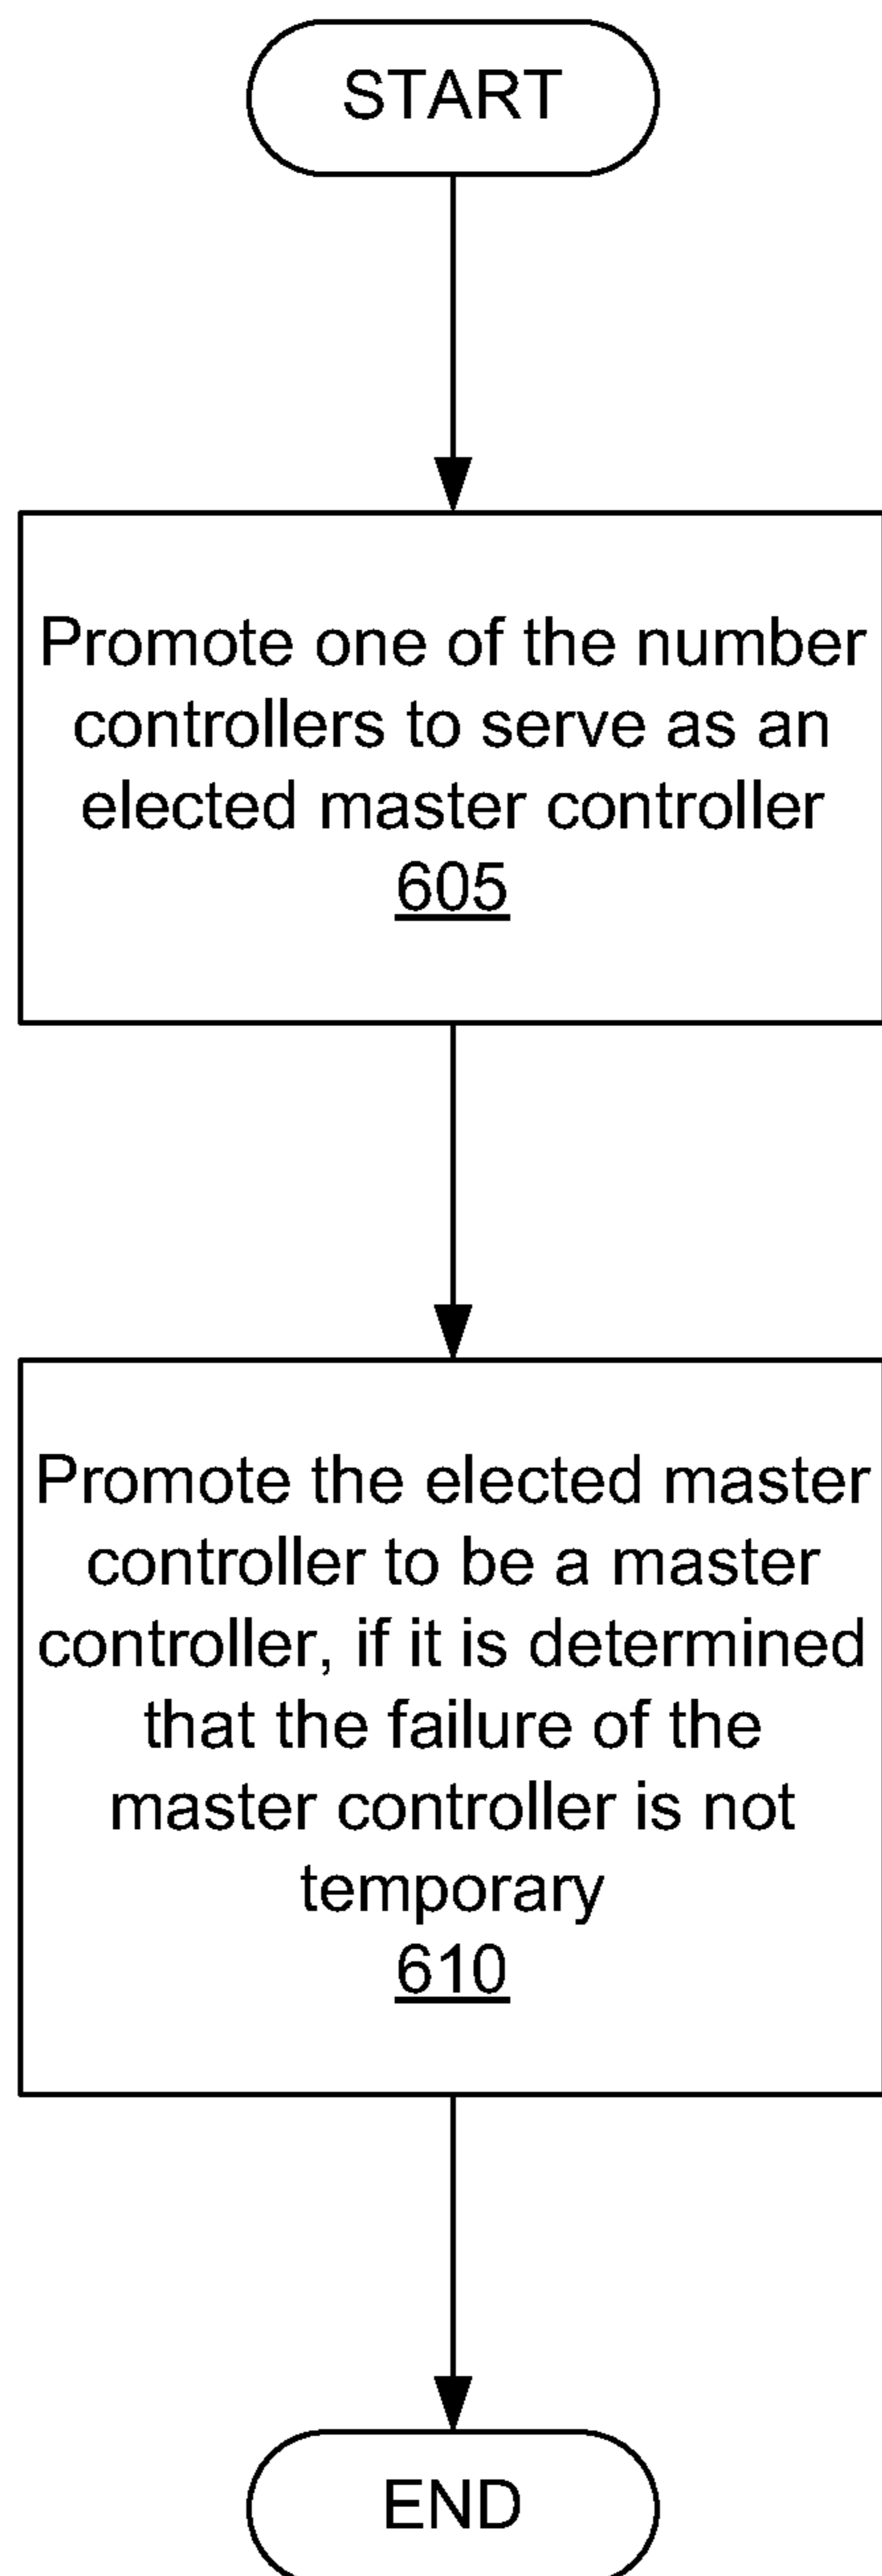 START
Promote one of the number
controllers to serve as an
elected master controller
605
Promote the elected master
controller to be a master
controller, if it is determined
that the failure of the
master controller is not
temporary
610
END